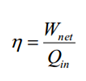 η = W_net / Q_in